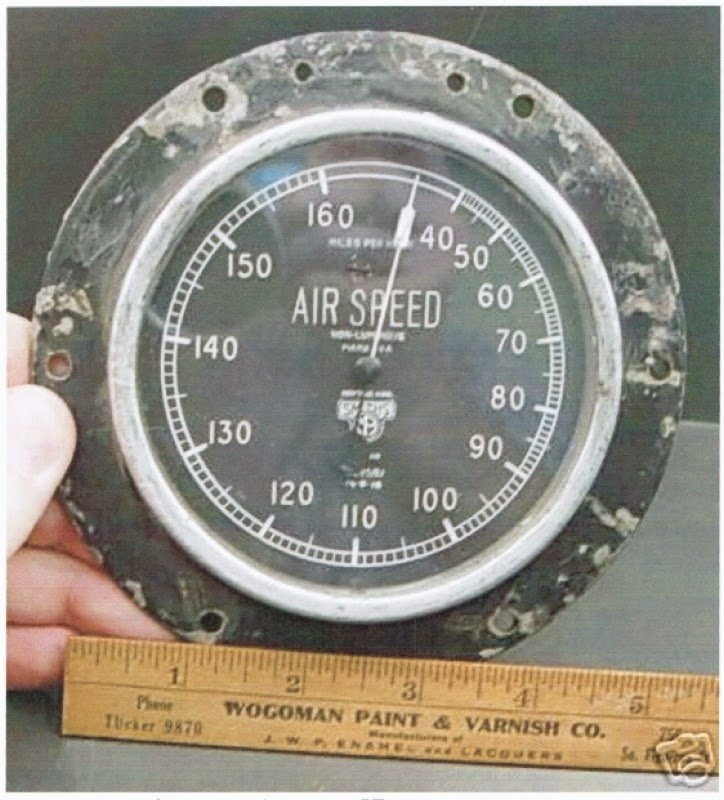 160
40
150
50
MILES PER HOUR
60
AIR SPEED
70
NON-LUMINOUS
140
80
130
90
120
100
110
1 2 3 4 5
Phone
TUcker 9870
WOGOMAN PAINT & VARNISH CO.
Manufacturers of
J. W. P. ENAMEL and LACQUERS